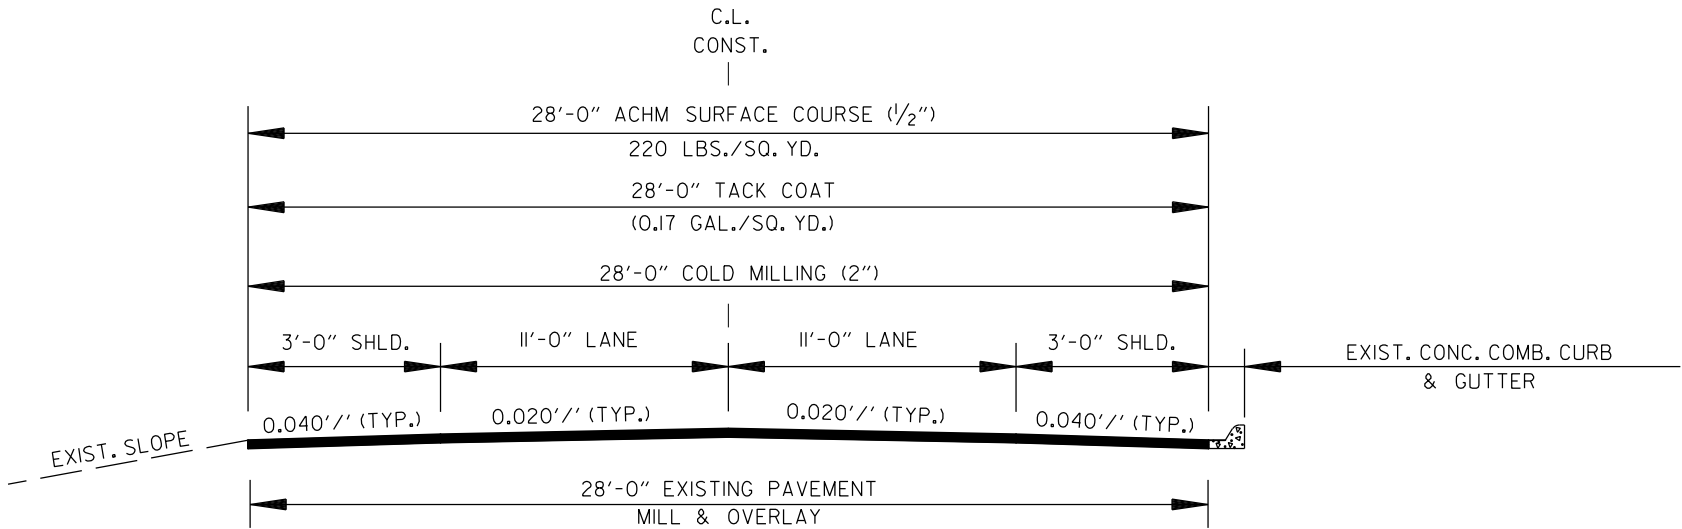 C.L.
CONST.
28'-0" ACHM SURFACE COURSE (1/2")
220 LBS./SQ. YD.
28'-0" TACK COAT
(0.17 GAL./SQ. YD.)
28'-0" COLD MILLING (2")
3'-0" SHLD.
11'-0" LANE
11'-0" LANE
3'-0" SHLD.
EXIST. CONC. COMB. CURB
& GUTTER
0.040'/' (TYP.)
0.020'/' (TYP.)
0.020'/' (TYP.)
0.040'/' (TYP.)
EXIST. SLOPE
28'-0" EXISTING PAVEMENT
MILL & OVERLAY